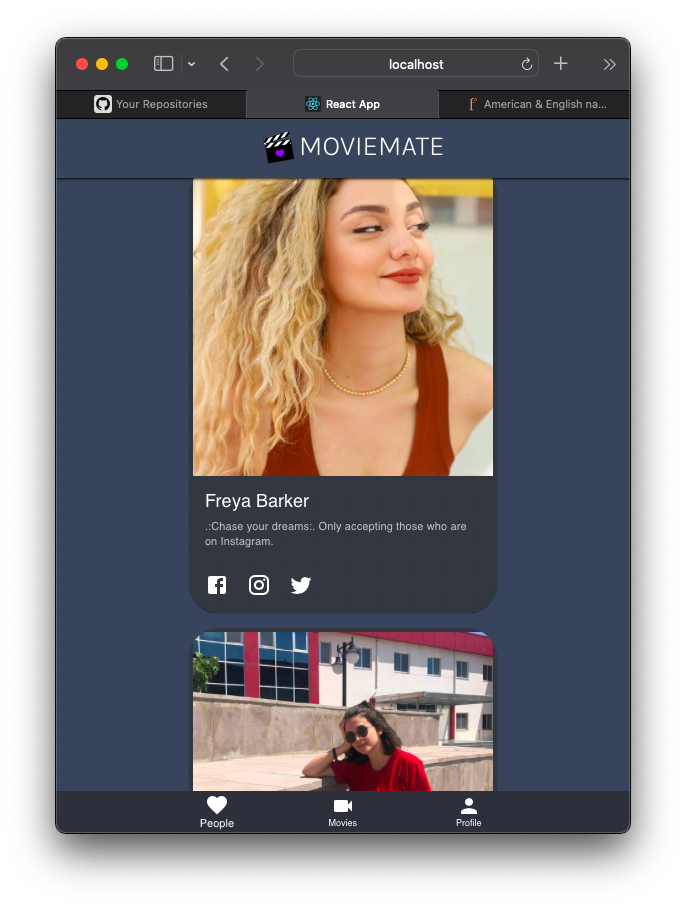 localhost
Your Repositories
React App
American & English na...
MOVIEMATE
Freya Barker
.:Chase your dreams:. Only accepting those who are
on Instagram.
People
Movies
Profile